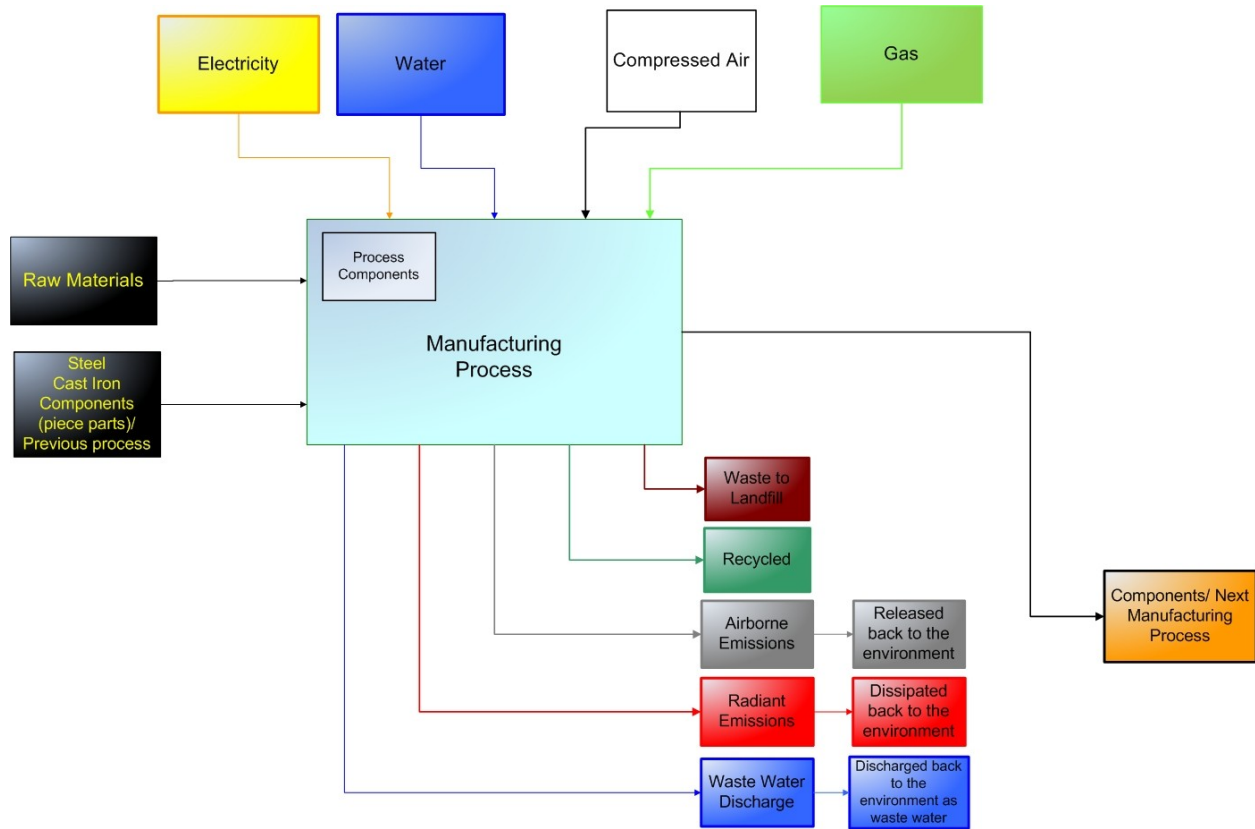 Electricity
Water
Compressed Air
Gas
Process
Components
Raw Materials
Manufacturing
Process
Steel
Cast Iron
Components
(piece parts)/
Previous process
Waste to
Landfill
Recycled
Airborne
Emissions
Released
back to the
environment
Components/ Next
Manufacturing
Process
Radiant
Emissions
Dissipated
back to the
environment
Waste Water
Discharge
Discharged back
to the
environment as
waste water